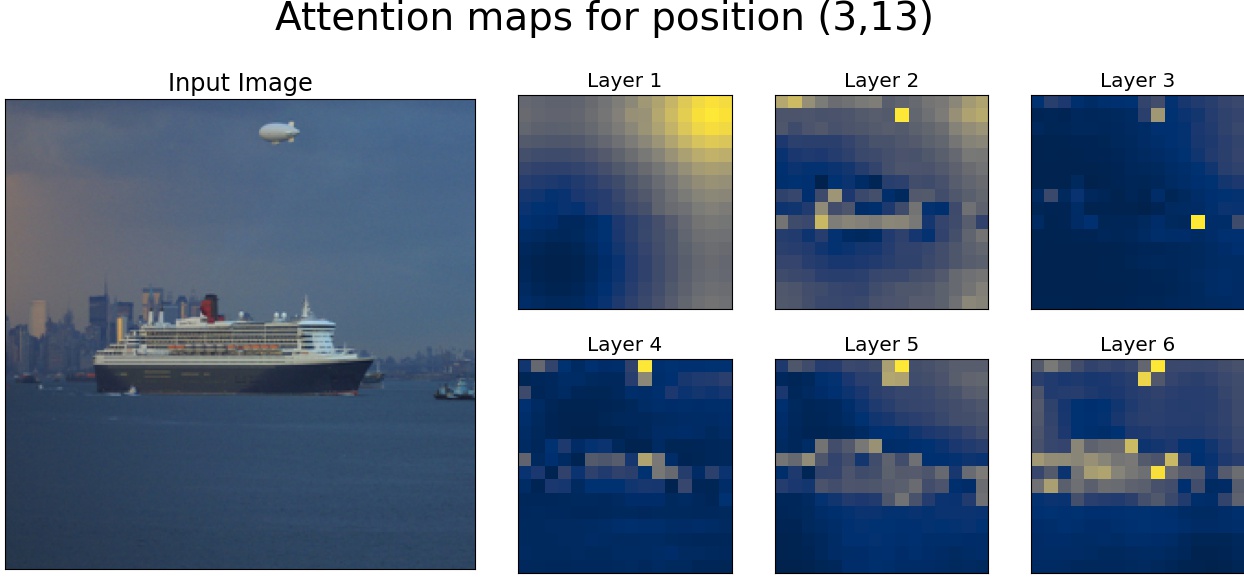 Attention maps for position (3,13)
Input Image
Layer 1
Layer 2
Layer 3
Layer 4
Layer 5
Layer 6